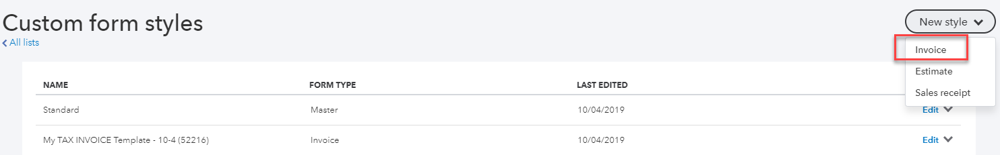 Custom form styles
New style
All lists
Invoice
Estimate
Sales receipt
NAME FORM TYPE LAST EDITED
Standard Master 10/04/2019 Edit
My TAX INVOICE Template - 10-4 (52216) Invoice 10/04/2019 Edit